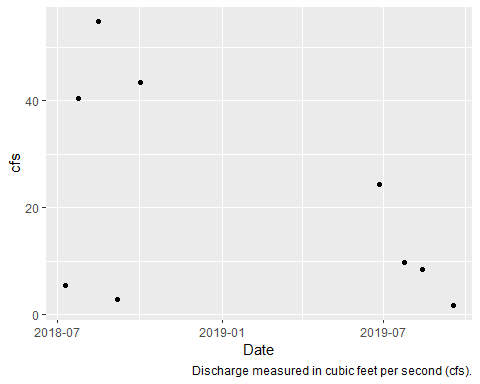 cfs
40
20
0
2018-07
2019-01
2019-07
Date
Discharge measured in cubic feet per second (cfs).